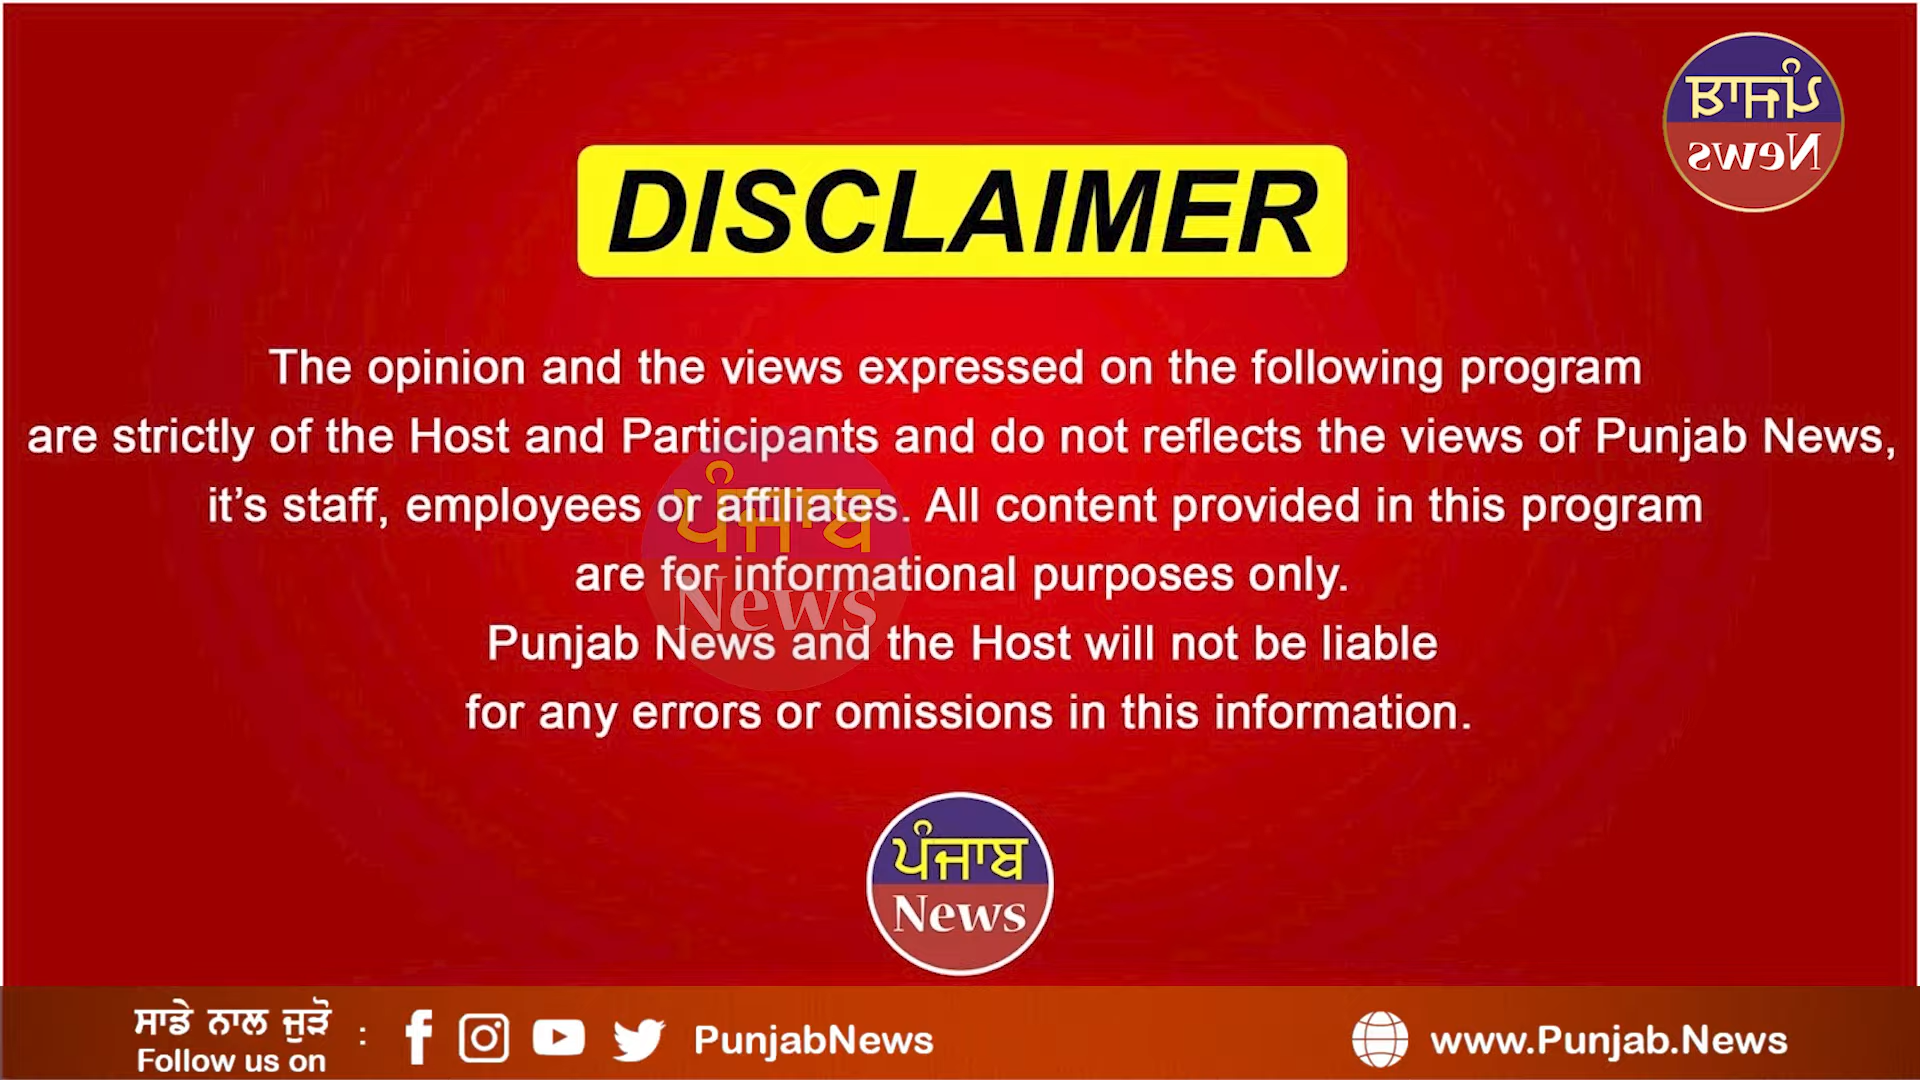 ਪੰਜਾਬ
News
DISCLAIMER
The opinion and the views expressed on the following program
are strictly of the Host and Participants and do not reflects the views of Punjab News,
it’s staff, employees or affiliates. All content provided in this program
are for informational purposes only.
Punjab News and the Host will not be liable
for any errors or omissions in this information.
ਪੰਜਾਬ
News
ਪੰਜਾਬ
News
ਸਾਡੇ ਨਾਲ ਜੁੜੋ :
Follow us on
PunjabNews
www.Punjab.News